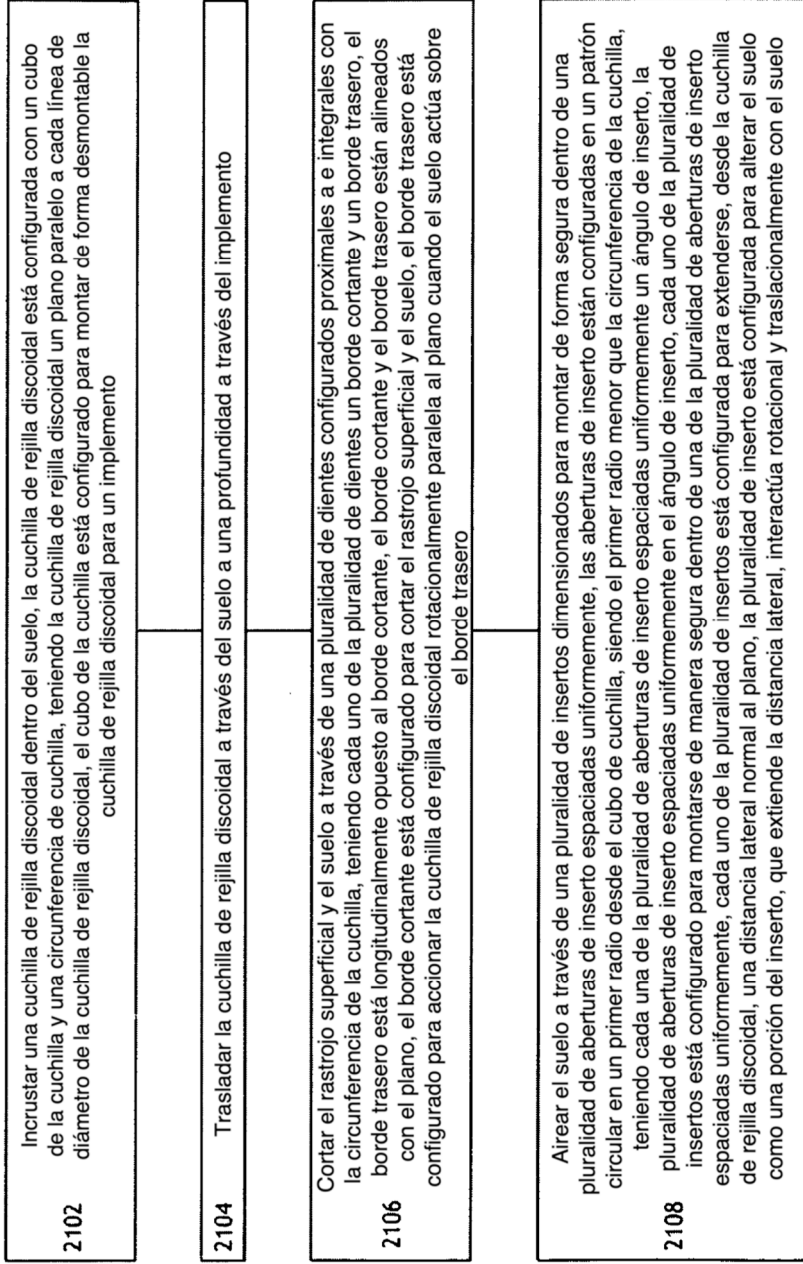 Incrustar una cuchilla de rejilla discoidal dentro del suelo, la cuchilla de rejilla discoidal está configurada con un cubo
de la cuchilla y una circunferencia de cuchilla, teniendo la cuchilla de rejilla discoidal un plano paralelo a cada línea de
diámetro de la cuchilla de rejilla discoidal, el cubo de la cuchilla está configurado para montar de forma desmontable la
cuchilla de rejilla discoidal para un implemento
2102
2104 Trasladar la cuchilla de rejilla discoidal a través del suelo a una profundidad a través del implemento
Cortar el rastrojo superficial y el suelo a través de una pluralidad de dientes configurados proximales a e integrales con
la circunferencia de la cuchilla, teniendo cada uno de la pluralidad de dientes un borde cortante y un borde trasero, el
borde trasero está longitudinalmente opuesto al borde cortante, el borde cortante y el borde trasero están alineados
con el plano, el borde cortante está configurado para cortar el rastrojo superficial y el suelo, el borde trasero está
configurado para accionar la cuchilla de rejilla discoidal rotacionalmente paralela al plano cuando el suelo actúa sobre
el borde trasero
2106
Airear el suelo a través de una pluralidad de insertos dimensionados para montar de forma segura dentro de una
pluralidad de aberturas de inserto espaciadas uniformemente, las aberturas de inserto están configuradas en un patrón
circular en un primer radio desde el cubo de cuchilla, siendo el primer radio menor que la circunferencia de la cuchilla,
teniendo cada una de la pluralidad de aberturas de inserto espaciadas uniformemente un ángulo de inserto, la
pluralidad de aberturas de inserto espaciadas uniformemente en el ángulo de inserto, cada uno de la pluralidad de
insertos está configurado para montarse de manera segura dentro de una de la pluralidad de aberturas de inserto
espaciadas uniformemente, cada uno de la pluralidad de insertos está configurada para extenderse, desde la cuchilla
de rejilla discoidal, una distancia lateral normal al plano, la pluralidad de inserto está configurada para alterar el suelo
como una porción del inserto, que extiende la distancia lateral, interactúa rotacional y traslacionalmente con el suelo
2108